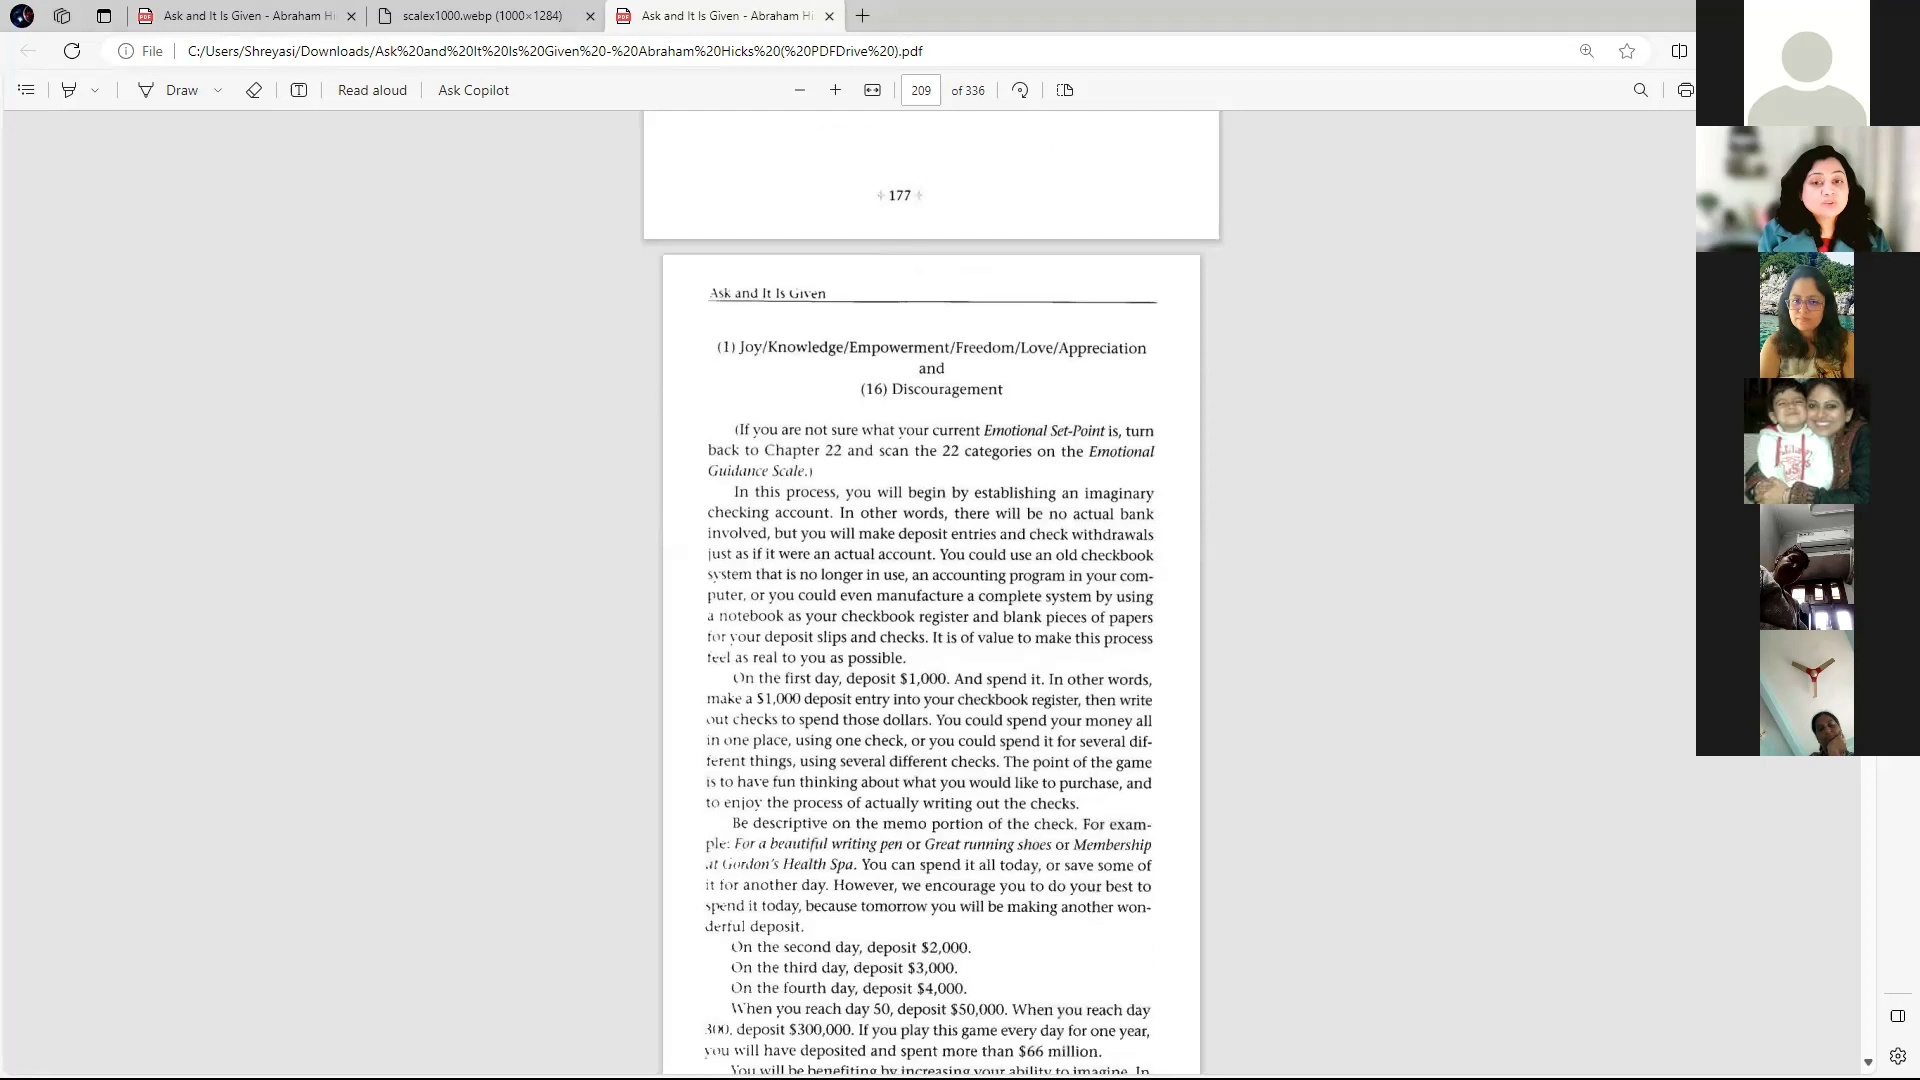 Ask and It Is Given - Abraham Hi
scalex1000.webp (1000×1284)
Ask and It Is Given - Abraham Hi
File
C:/Users/Shreyasi/Downloads/Ask%20and%20It%20Is%20Given%20-%20Abraham%20Hicks%20(%20PDFDrive%20).pdf
Draw
Read aloud
Ask Copilot
209 of 336
177
Ask and It Is Given
(1) Joy/Knowledge/Empowerment/Freedom/Love/Appreciation
and
(16) Discouragement
(If you are not sure what your current Emotional Set-Point is, turn
back to Chapter 22 and scan the 22 categories on the Emotional
Guidance Scale.)
In this process, you will begin by establishing an imaginary
checking account. In other words, there will be no actual bank
involved, but you will make deposit entries and check withdrawals
just as if it were an actual account. You could use an old checkbook
system that is no longer in use, an accounting program in your com-
puter, or you could even manufacture a complete system by using
a notebook as your checkbook register and blank pieces of papers
for your deposit slips and checks. It is of value to make this process
feel as real to you as possible.
On the first day, deposit $1,000. And spend it. In other words,
make a $1,000 deposit entry into your checkbook register, then write
out checks to spend those dollars. You could spend your money all
in one place, using one check, or you could spend it for several dif-
ferent things, using several different checks. The point of the game
is to have fun thinking about what you would like to purchase, and
to enjoy the process of actually writing out the checks.
Be descriptive on the memo portion of the check. For exam-
ple: For a beautiful writing pen or Great running shoes or Membership
at Gordon's Health Spa. You can spend it all today, or save some of
it for another day. However, we encourage you to do your best to
spend it today, because tomorrow you will be making another won-
derful deposit.
On the second day, deposit $2,000.
On the third day, deposit $3,000.
On the fourth day, deposit $4,000.
When you reach day 50, deposit $50,000. When you reach day
300, deposit $300,000. If you play this game every day for one year,
you will have deposited and spent more than $66 million.
You will be benefiting by increasing your ability to imagine. In